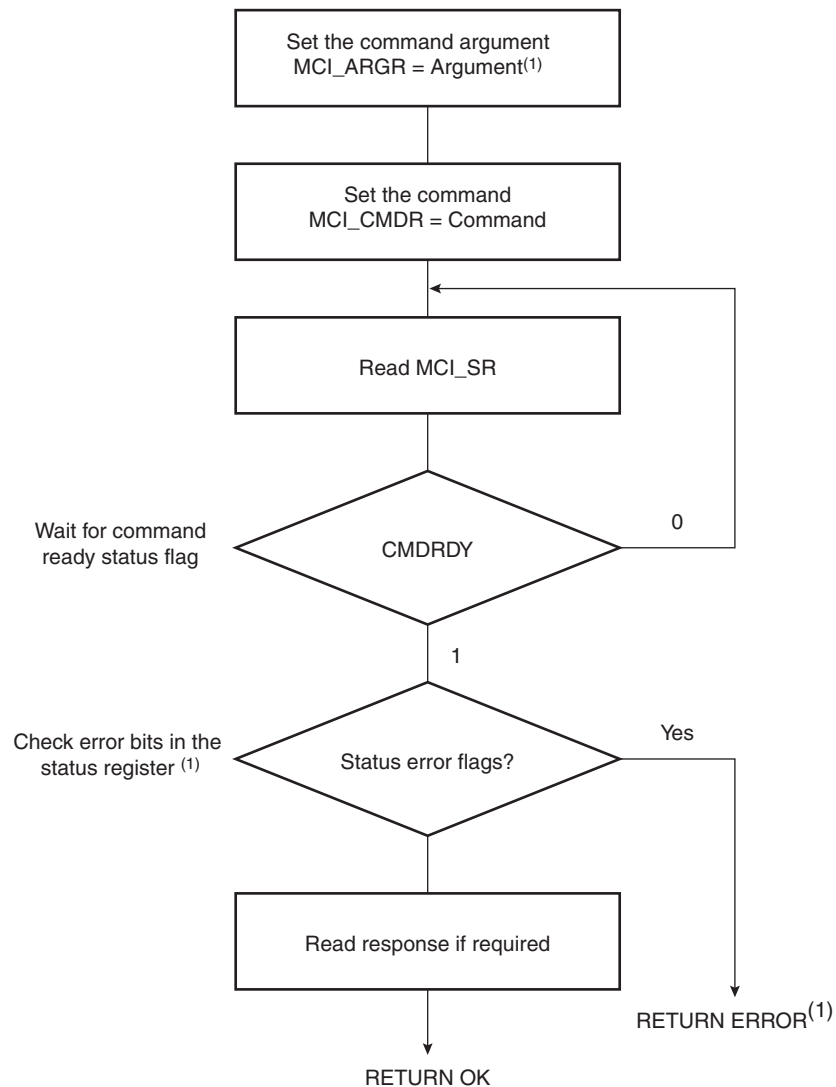 Set the command argument
MCI_ARGR = Argument(1)
Set the command
MCI_CMDR = Command
Read MCI_SR
Wait for command
ready status flag
CMDRDY
0
1
Check error bits in the
status register (1)
Status error flags?
Yes
Read response if required
RETURN ERROR(1)
RETURN OK